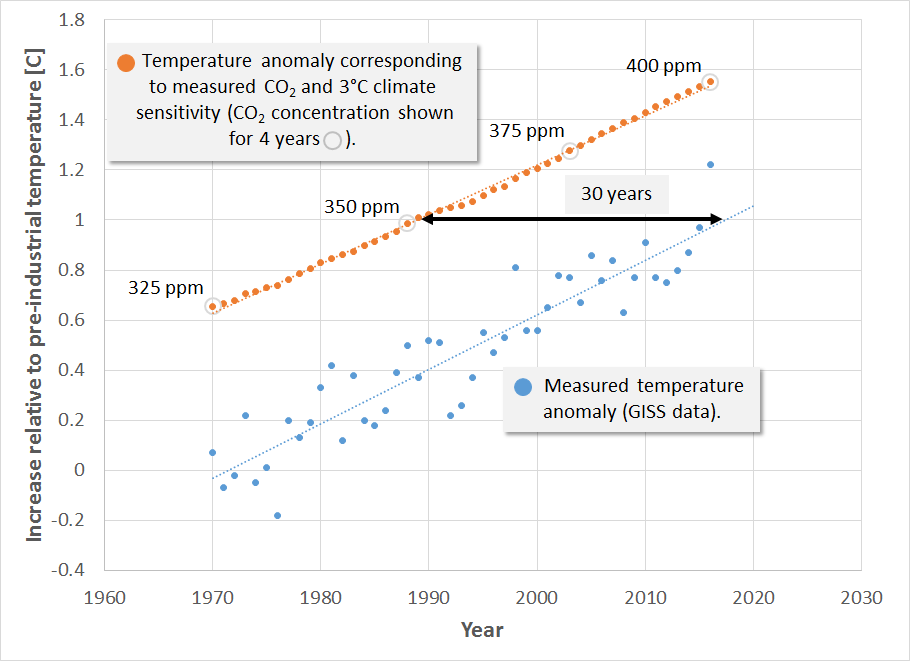 1.8
1.6
1.4
1.2
1
0.8
0.6
0.4
0.2
0
-0.2
-0.4
1960
1970
1980
1990
2000
2010
2020
2030
Year
Increase relative to pre-industrial temperature [C]
Temperature anomaly corresponding
to measured CO₂ and 3°C climate
sensitivity (CO₂ concentration shown
for 4 years ).
400 ppm
375 ppm
350 ppm
325 ppm
30 years
Measured temperature
anomaly (GISS data).